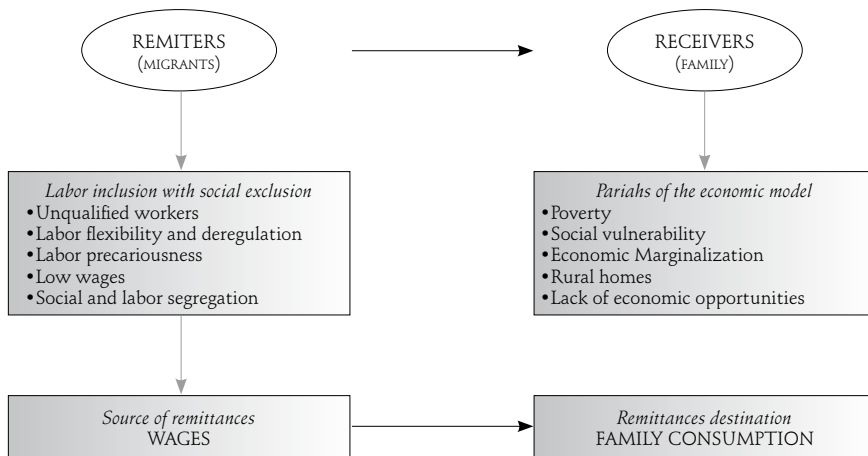 REMITERS
(MIGRANTS)
RECEIVERS
(FAMILY)
Labor inclusion with social exclusion
•Unqualified workers
•Labor flexibility and deregulation
•Labor precariousness
•Low wages
•Social and labor segregation
Pariahs of the economic model
•Poverty
•Social vulnerability
•Economic Marginalization
•Rural homes
•Lack of economic opportunities
Source of remittances
WAGES
Remittances destination
FAMILY CONSUMPTION